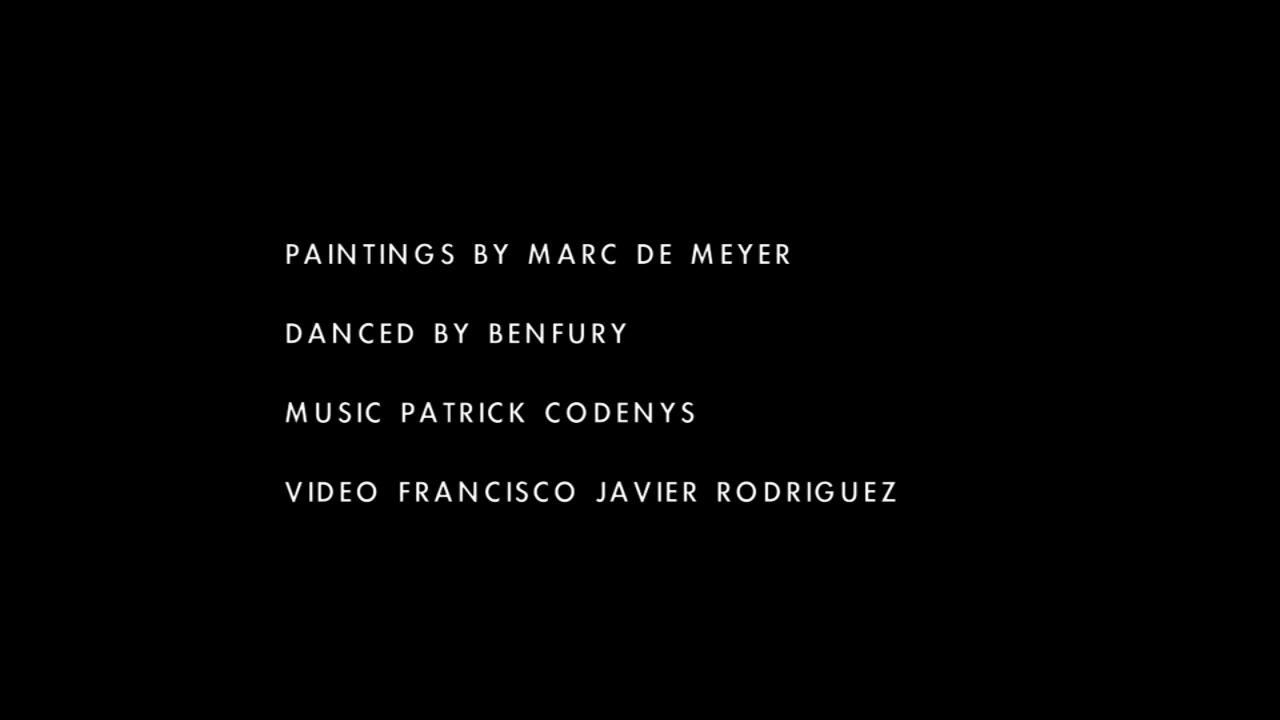 PAINTINGS BY MARC DE MEYER
DANCED BY BENFURY
MUSIC PATRICK CODENYS
VIDEO FRANCISCO JAVIER RODRIGUEZ